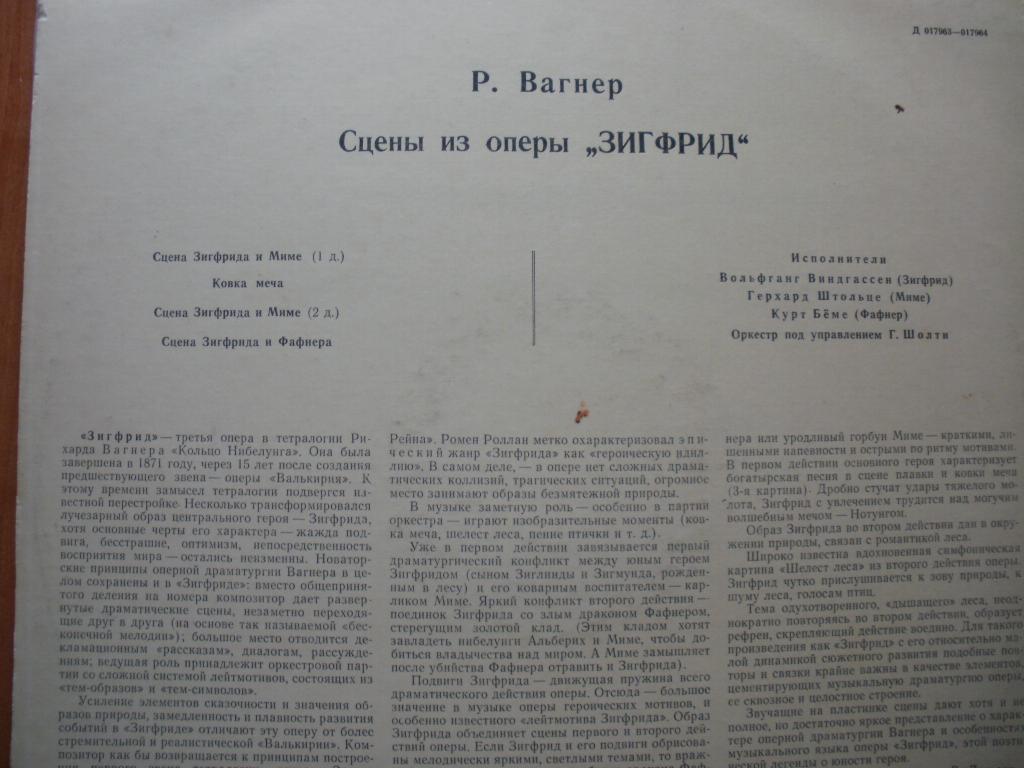 Д 017963—017964
Р. Вагнер
Сцены из оперы „ЗИГФРИД“
Сцена Зигфрида и Миме (1 д.)
Ковка меча
Сцена Зигфрида и Миме (2 д.)
Сцена Зигфрида и Фафнера
Исполнители
Вольфганг Виндгассен (Зигфрид)
Герхард Штольце (Миме)
Курт Бёме (Фафнер)
Оркестр под управлением Г. Шолти
«Зигфрид» — третья опера в тетралогии Ри-
харда Вагнера «Кольцо Нибелунга». Она была
завершена в 1871 году, через 15 лет после создания
предшествующего звена — оперы «Валькирия». К
этому времени замысел тетралогии подвергся из-
вестной перестройке. Несколько трансформировался
лучезарный образ центрального героя — Зигфрида,
хотя основные черты его характера — жажда под-
вига, бесстрашие, оптимизм, непосредственность
восприятия мира — остались неизменны. Новатор-
ские принципы оперной драматургии Вагнера в це-
лом сохранены и в «Зигфриде»: вместо общеприня-
того деления на номера композитор дает развер-
нутые драматические сцены, незаметно переходя-
щие друг в друга (на основе так называемой «бес-
конечной мелодии»); большое место отводится де-
кламационным «рассказам», диалогам, рассужде-
ниям; ведущая роль принадлежит оркестровой пар-
тии со сложной системой лейтмотивов, состоящих из
«тем-образов» и «тем-символов».
Усиление элементов сказочности и значения об-
разов природы, замедленность и плавность развития
событий в «Зигфриде» отличают эту оперу от более
стремительной и реалистической «Валькирии». Ком-
позитор как бы возвращается к принципам постро-
Рейна». Ромен Роллан метко охарактеризовал эпи-
ческий жанр «Зигфрида» как «героическую идил-
лию». В самом деле, — в опере нет сложных драма-
тических коллизий, трагических ситуаций, огромное
место занимают образы безмятежной природы.
В музыке заметную роль — особенно в партии
оркестра — играют изобразительные моменты (ков-
ка меча, шелест леса, пение птички и т. д.).
Уже в первом действии завязывается первый
драматургический конфликт между юным героем
Зигфридом (сыном Зиглинды и Зигмунда, рожден-
ным в лесу) и его коварным воспитателем — кар-
ликом Миме. Яркий конфликт второго действия —
поединок Зигфрида со злым драконом Фафнером,
стерегущим золотой клад. (Этим кладом хотят
завладеть нибелунги Альберих и Миме, чтобы до-
биться владычества над миром. А Миме замышляет
после убийства Фафнера отравить и Зигфрида).
Подвиги Зигфрида — движущая пружина всего
драматического действия оперы. Отсюда — большое
значение в музыке оперы героических мотивов, и
особенно известного «лейтмотива Зигфрида». Образ
Зигфрида объединяет сцены первого и второго дей-
ствий оперы. Если Зигфрид и его подвиги обрисова-
ны мелодически яркими, светлыми темами, то враж-
нера или уродливый горбун Миме — краткими, ли-
шенными напевности и острыми по ритму мотивами.
В первом действии основного героя характеризует
богатырская песня в сцене плавки и ковки меча
(3-я картина). Дробно стучат удары тяжелого мо-
лота, Зигфрид с увлечением трудится над могучим
волшебным мечом — Нотунгом.
Образ Зигфрида во втором действии дан в окру-
жении природы, связан с романтикой леса.
Широко известна вдохновенная симфоническая
картина «Шелест леса» из второго действия оперы.
Зигфрид чутко прислушивается к зову природы, к
шуму леса, голосам птиц.
Тема одухотворенного, «дышащего» леса, неод-
нократно повторяясь во втором действии, образует
рефрен, скрепляющий действие воедино. Для такого
произведения как «Зигфрид» с его относительно ма-
лой динамикой сюжетного развития подобные пов-
торы и связки крайне важны в качестве элементов,
цементирующих музыкальную драматургию оперы,
ее сквозное и целостное строение.
Звучащие на пластинке сцены дают хотя и не
полное, но достаточно яркое представление о харак-
тере оперной драматургии Вагнера и особенностях
музыкального языка оперы «Зигфрид», этой поэти-
ческой легенды о юности героя.